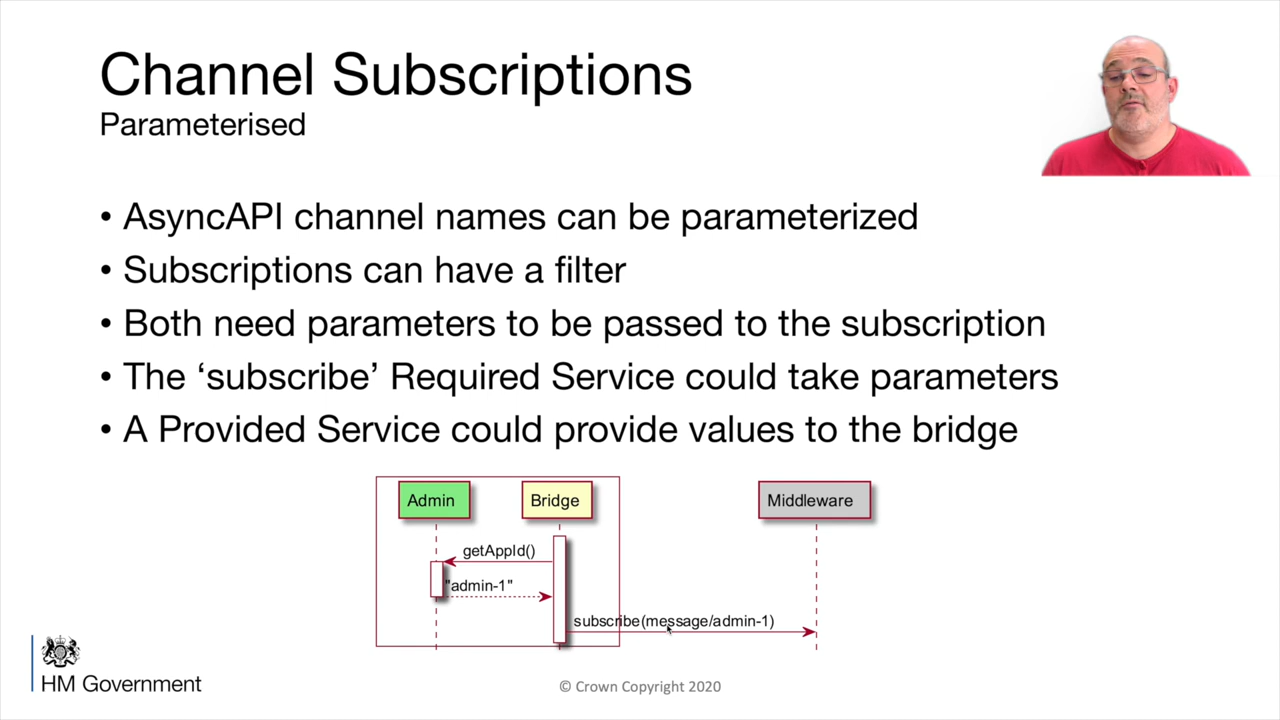 Channel Subscriptions
Parameterised
• AsyncAPI channel names can be parameterized
• Subscriptions can have a filter
• Both need parameters to be passed to the subscription
• The ‘subscribe’ Required Service could take parameters
• A Provided Service could provide values to the bridge
Admin
Bridge
Middleware
getAppId()
"admin-1"
subscribe(message/admin-1)
HM Government
© Crown Copyright 2020